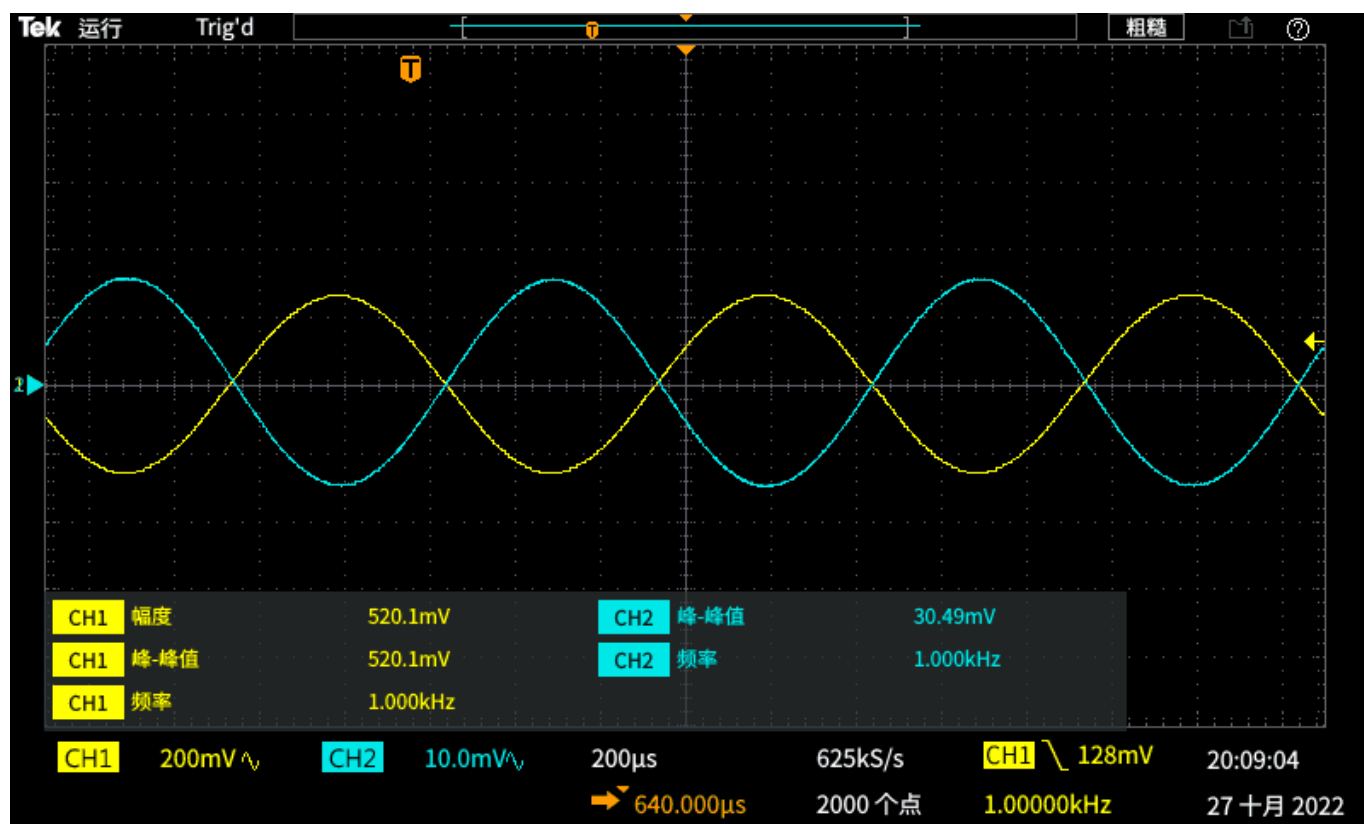 Tek 运行 Trig'd T 粗糙 ?
T
2
CH1 幅度 520.1mV CH2 峰-峰值 30.49mV
CH1 峰-峰值 520.1mV CH2 频率 1.000kHz
CH1 频率 1.000kHz
CH1 200mV CH2 10.0mV 200µs 625kS/s CH1 128mV 20:09:04
640.000µs 2000 个点 1.00000kHz 27 十月 2022